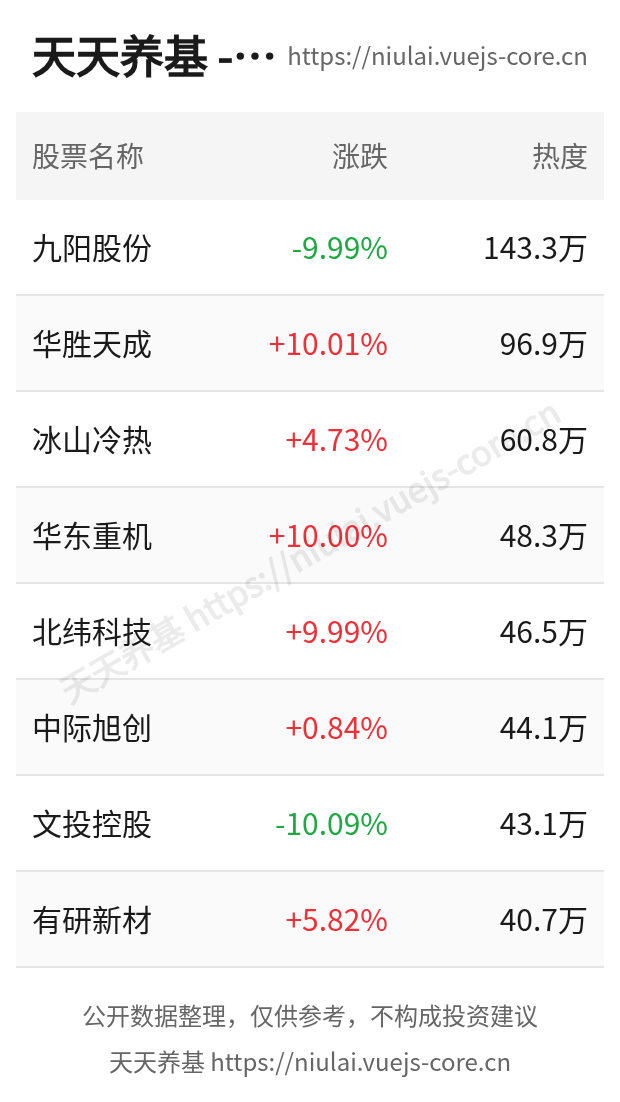 天天养基 -··· https://niulai.vuejs-core.cn
股票名称 涨跌 热度
九阳股份 -9.99% 143.3万
华胜天成 +10.01% 96.9万
冰山冷热 +4.73% 60.8万
华东重机 +10.00% 48.3万
北纬科技 +9.99% 46.5万
中际旭创 +0.84% 44.1万
文投控股 -10.09% 43.1万
有研新材 +5.82% 40.7万
天天养基 https://niulai.vuejs-core.cn
公开数据整理，仅供参考，不构成投资建议
天天养基 https://niulai.vuejs-core.cn